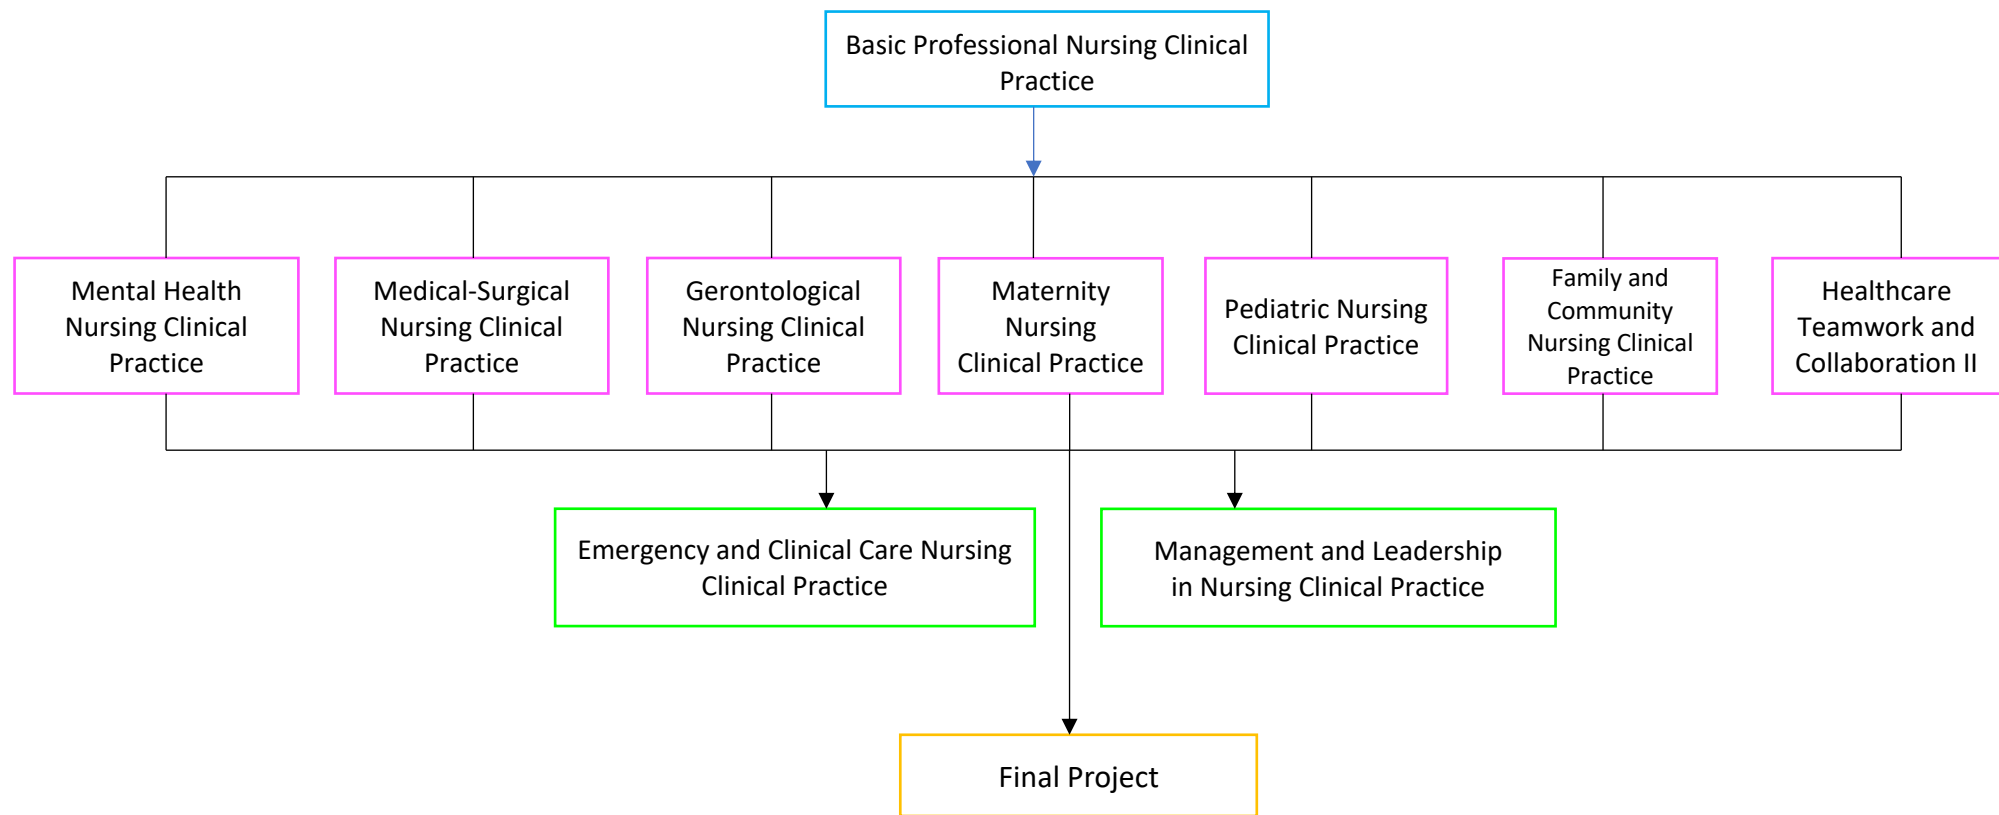 Basic Professional Nursing Clinical
Practice
Mental Health
Nursing Clinical
Practice
Medical-Surgical
Nursing Clinical
Practice
Gerontological
Nursing Clinical
Practice
Maternity
Nursing
Clinical Practice
Pediatric Nursing
Clinical Practice
Family and
Community
Nursing Clinical
Practice
Healthcare
Teamwork and
Collaboration II
Emergency and Clinical Care Nursing
Clinical Practice
Management and Leadership
in Nursing Clinical Practice
Final Project